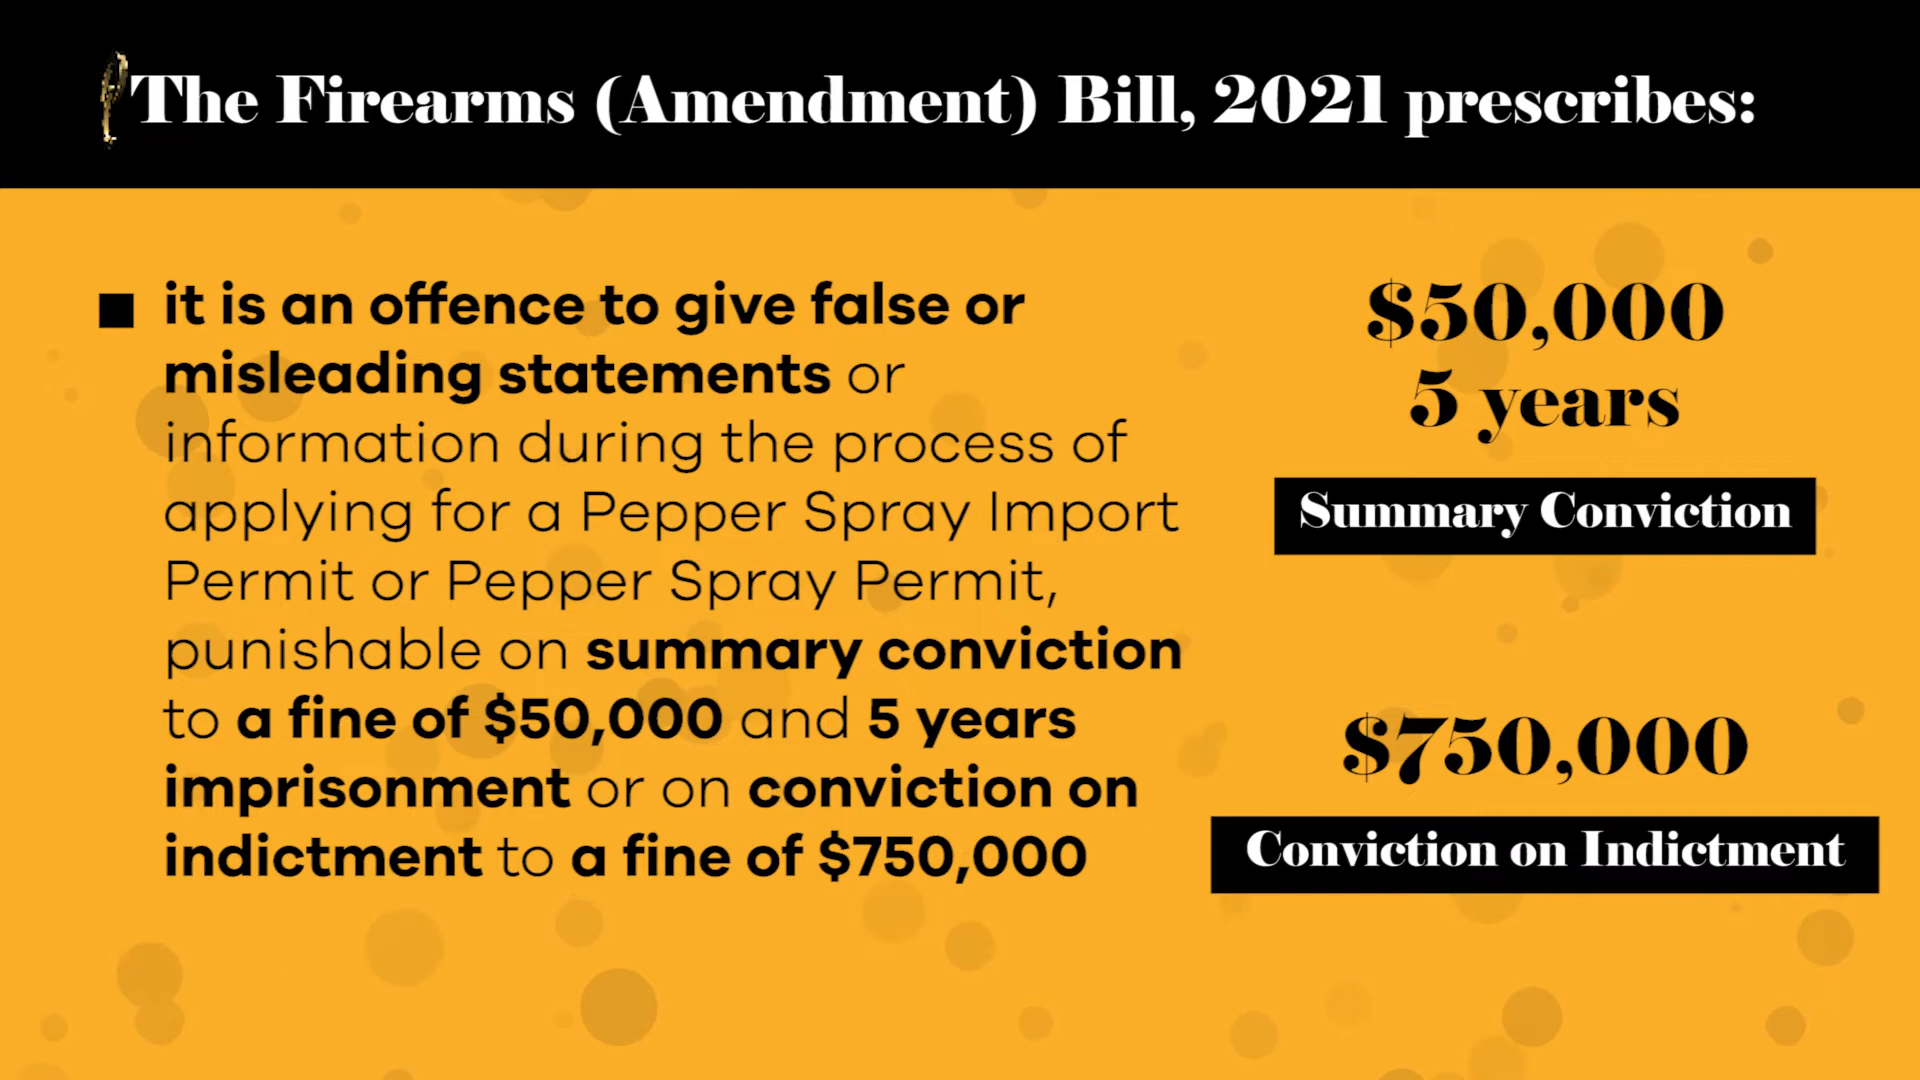 The Firearms (Amendment) Bill, 2021 prescribes:
■ it is an offence to give false or
misleading statements or
information during the process of
applying for a Pepper Spray Import
Permit or Pepper Spray Permit,
punishable on summary conviction
to a fine of $50,000 and 5 years
imprisonment or on conviction on
indictment to a fine of $750,000
$50,000
5 years
Summary Conviction
$750,000
Conviction on Indictment